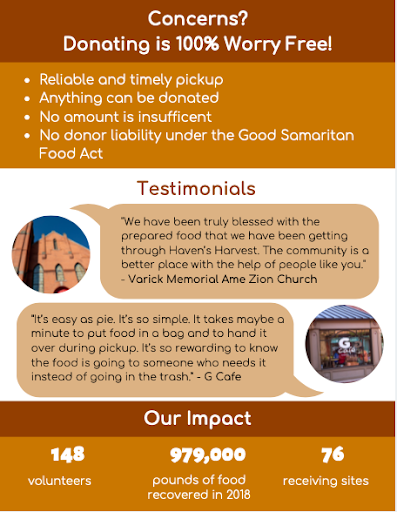 Concerns?
Donating is 100% Worry Free!
• Reliable and timely pickup
• Anything can be donated
• No amount is insufficent
• No donor liability under the Good Samaritan
Food Act
Testimonials
"We have been truly blessed with the
prepared food that we have been getting
through Haven's Harvest. The community is a
better place with the help of people like you."
- Varick Memorial Ame Zion Church
"It's easy as pie. It's so simple. It takes maybe a
minute to put food in a bag and to hand it
over during pickup. It's so rewarding to know
the food is going to someone who needs it
instead of going in the trash." - G Cafe
G
CAFE
Our Impact
148
volunteers
979,000
pounds of food
recovered in 2018
76
receiving sites